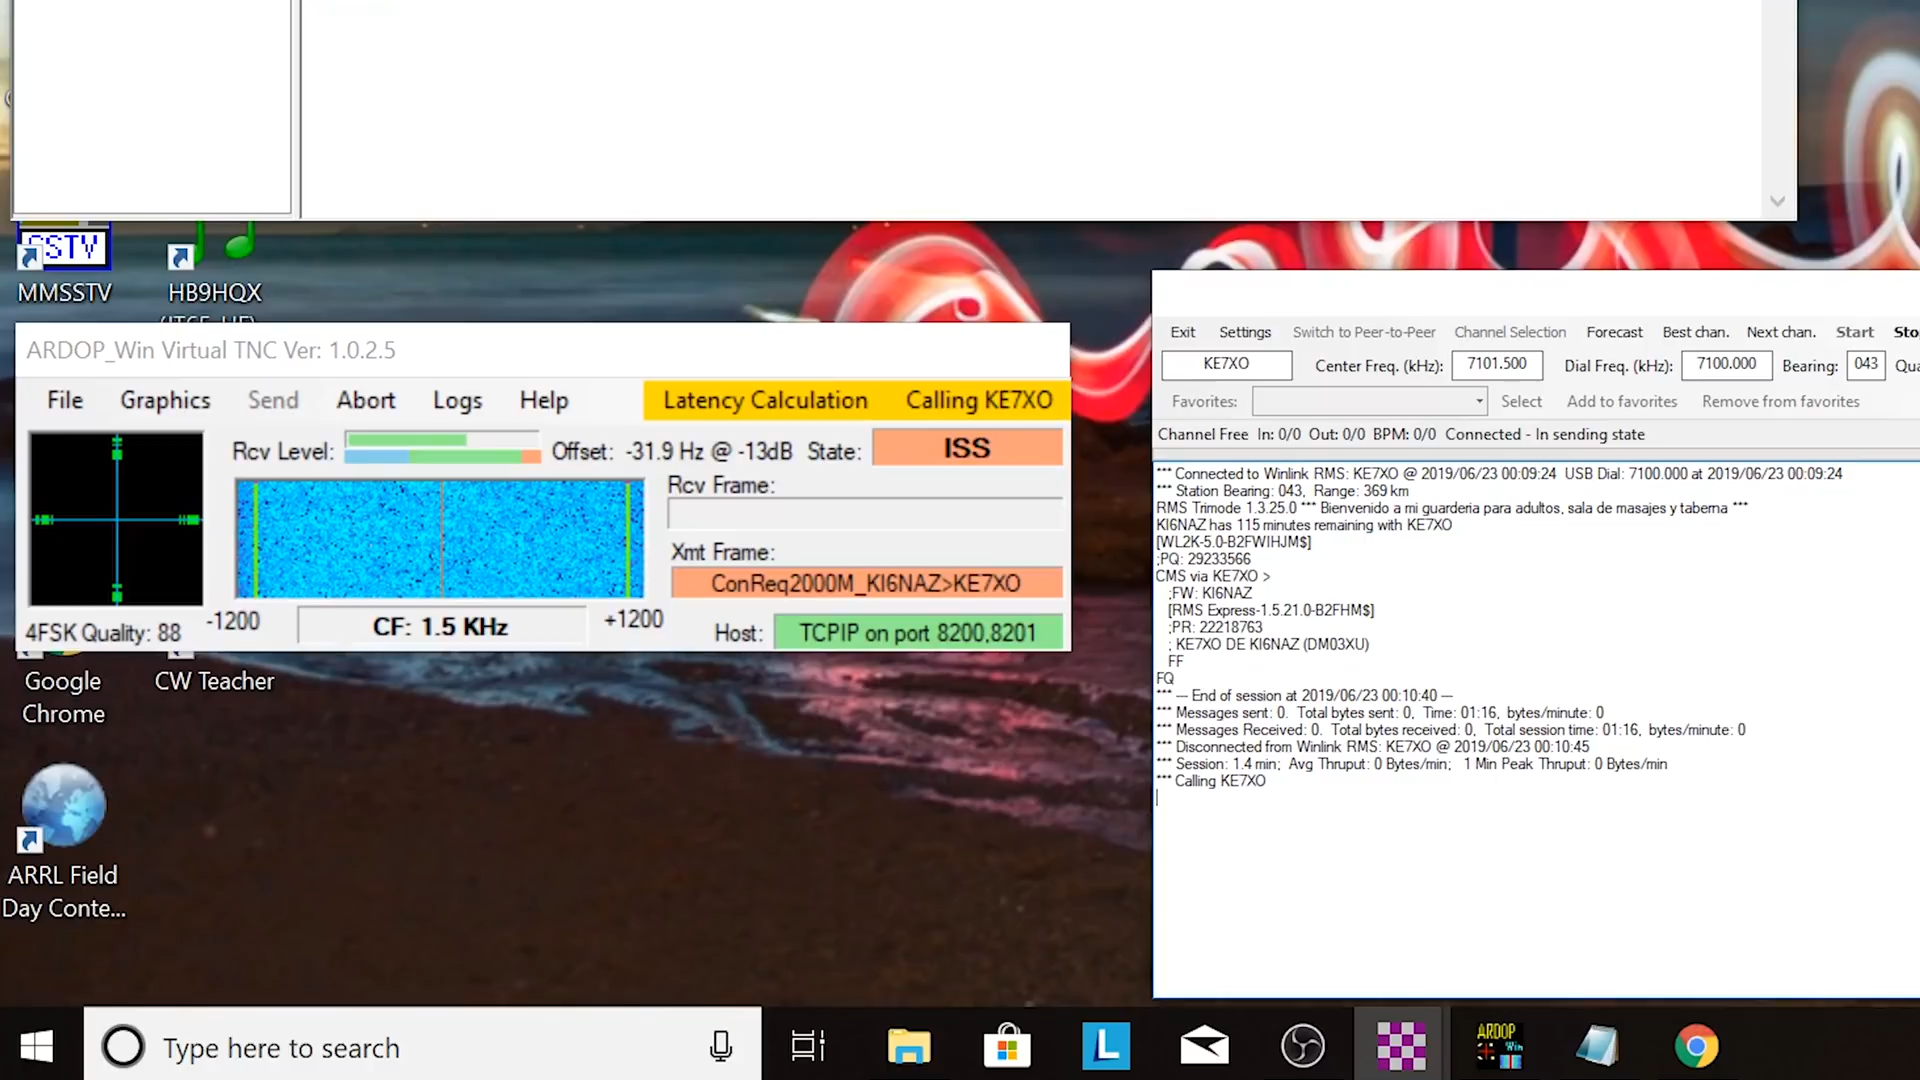 SSTV
MMSSTV
HB9HQX
ARDOP_Win Virtual TNC Ver: 1.0.2.5
File Graphics Send Abort Logs Help Latency Calculation Calling KE7XO
Rcv Level: Offset: -31.9 Hz @ -13dB State: ISS
Rcv Frame:
Xmt Frame:
ConReq2000M_KI6NAZ>KE7XO
4FSK Quality: 88 -1200 CF: 1.5 KHz +1200 Host: TCPIP on port 8200,8201
Google
Chrome
CW Teacher
ARRL Field
Day Conte...
Exit Settings Switch to Peer-to-Peer Channel Selection Forecast Best chan. Next chan. Start Sto
KE7XO Center Freq. (kHz): 7101.500 Dial Freq. (kHz): 7100.000 Bearing: 043 Qua
Favorites: Select Add to favorites Remove from favorites
Channel Free In: 0/0 Out: 0/0 BPM: 0/0 Connected - In sending state
*** Connected to Winlink RMS: KE7XO @ 2019/06/23 00:09:24 USB Dial: 7100.000 at 2019/06/23 00:09:24
*** Station Bearing: 043, Range: 369 km
RMS Trimode 1.3.25.0 *** Bienvenido a mi guarderia para adultos, sala de masajes y taberna ***
KI6NAZ has 115 minutes remaining with KE7XO
[WL2K-5.0-B2FWIHJM$]
;PQ: 29233566
CMS via KE7XO >
;FW: KI6NAZ
[RMS Express-1.5.21.0-B2FHM$]
;PR: 22218763
; KE7XO DE KI6NAZ (DM03XU)
FF
FQ
*** --- End of session at 2019/06/23 00:10:40 ---
*** Messages sent: 0. Total bytes sent: 0, Time: 01:16, bytes/minute: 0
*** Messages Received: 0. Total bytes received: 0, Total session time: 01:16, bytes/minute: 0
*** Disconnected from Winlink RMS: KE7XO @ 2019/06/23 00:10:45
*** Session: 1.4 min; Avg Thruput: 0 Bytes/min; 1 Min Peak Thruput: 0 Bytes/min
*** Calling KE7XO
Type here to search
L
ARDOP
Win